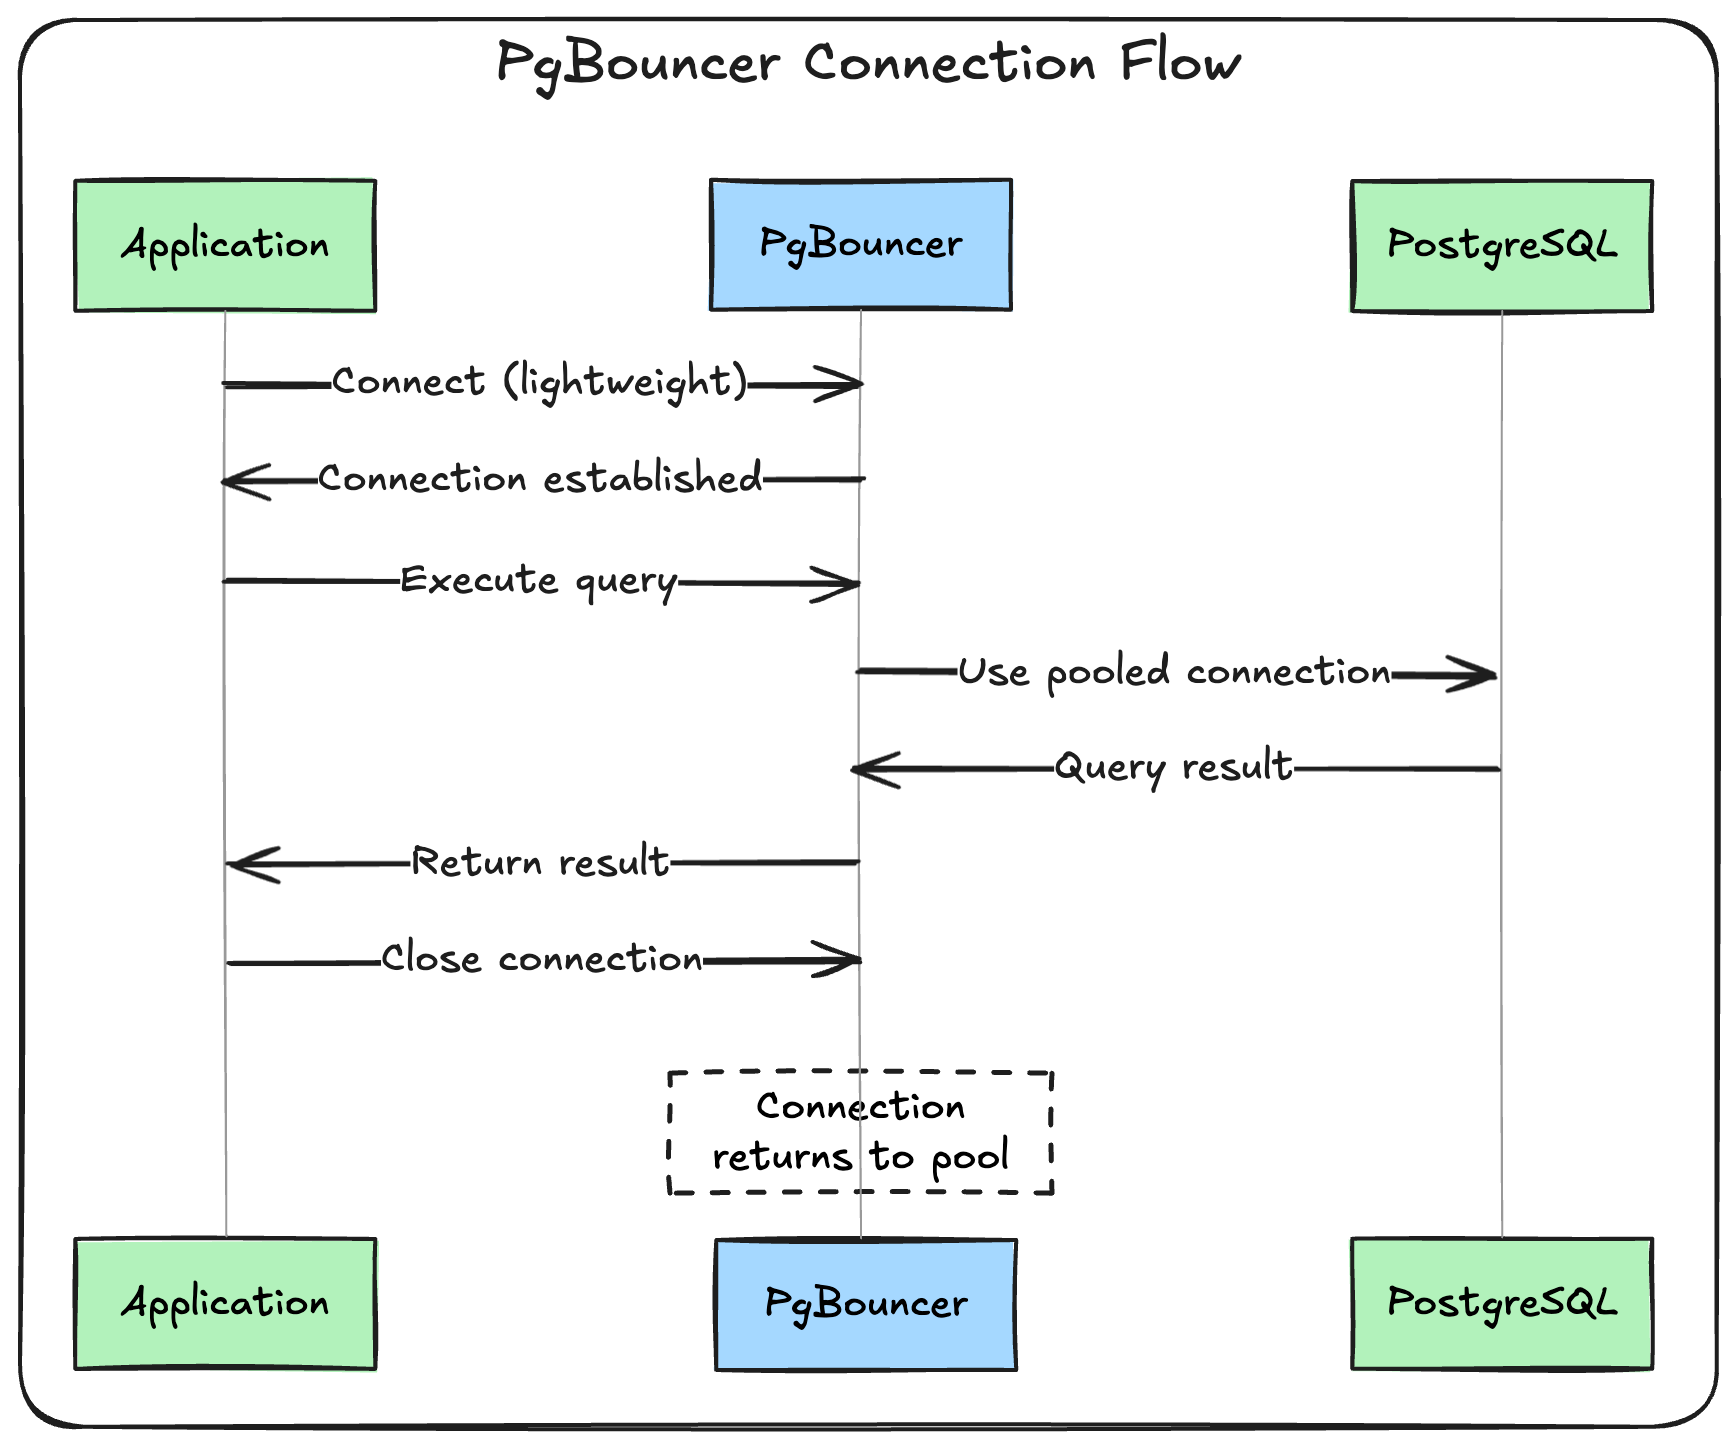 PgBouncer Connection Flow
Application
PgBouncer
PostgreSQL
Connect (lightweight)
Connection established
Execute query
Use pooled connection
Query result
Return result
Close connection
Connection
returns to pool
Application
PgBouncer
PostgreSQL